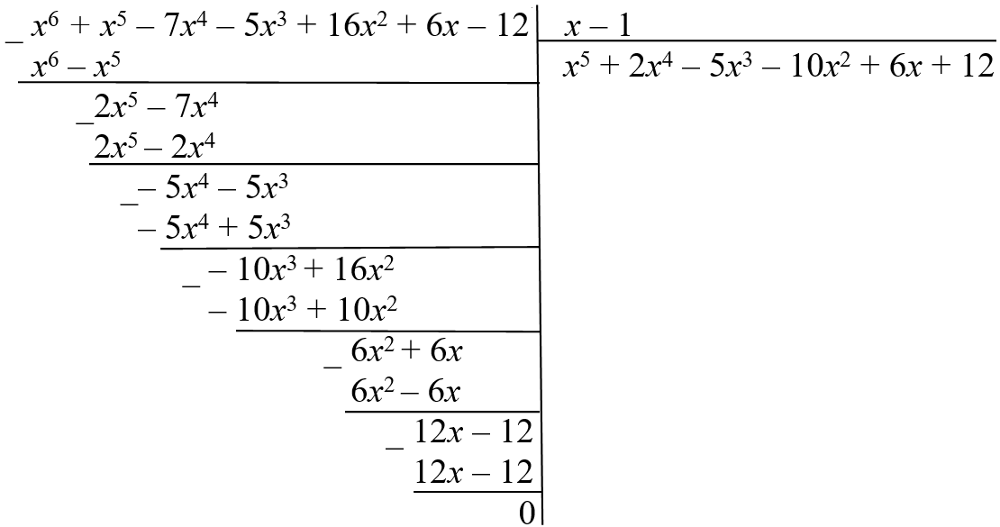 x⁶ + x⁵ – 7x⁴ – 5x³ + 16x² + 6x – 12 x – 1
– x⁶ – x⁵ x⁵ + 2x⁴ – 5x³ – 10x² + 6x + 12
2x⁵ – 7x⁴
– 2x⁵ – 2x⁴
– 5x⁴ – 5x³
– – 5x⁴ + 5x³
– 10x³ + 16x²
– – 10x³ + 10x²
6x² + 6x
– 6x² – 6x
12x – 12
– 12x – 12
0